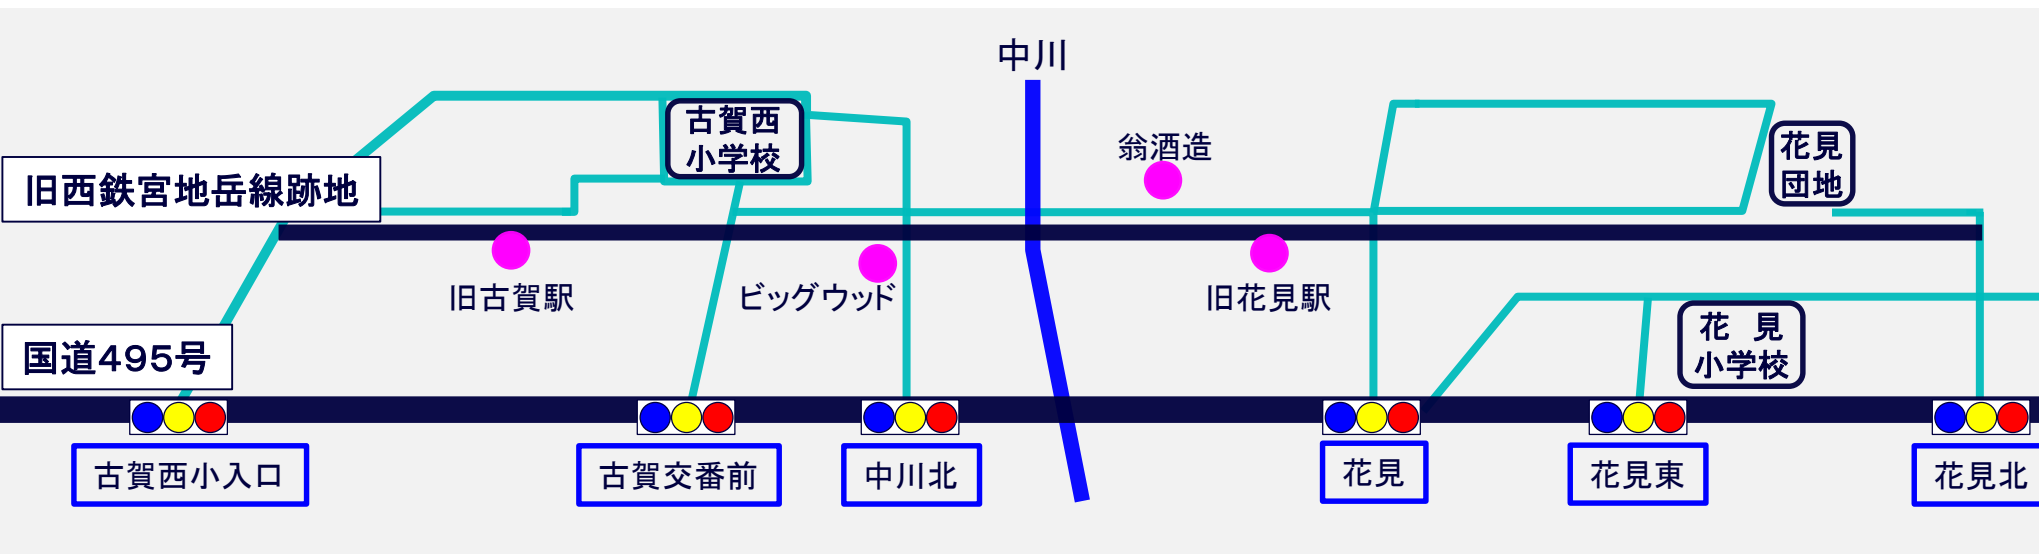 中川
古賀西
小学校
翁酒造
花見
団地
旧西鉄宮地岳線跡地
旧古賀駅
ビッグウッド
旧花見駅
花　見
小学校
国道495号
古賀西小入口
古賀交番前
中川北
花見
花見東
花見北